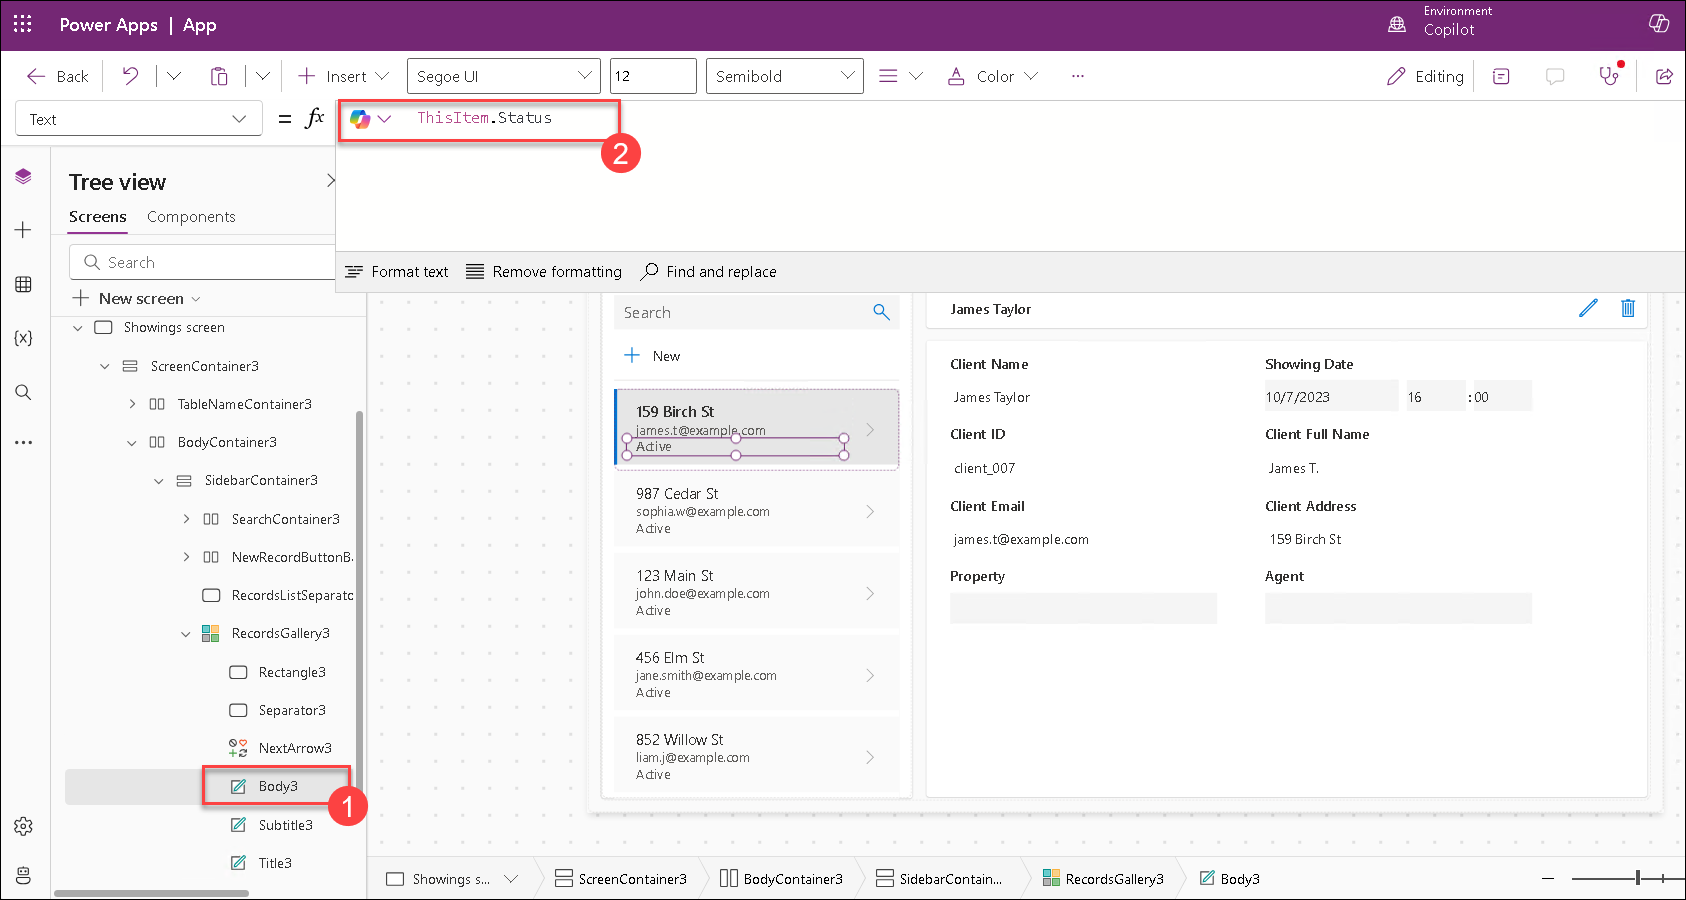 Power Apps | App
Environment
Copilot
Back
Insert
Segoe UI
12
Semibold
Color
Editing
Text
= fx
ThisItem.Status
2
Tree view
Screens
Components
Search
New screen
Format text
Remove formatting
Find and replace
Showings screen
ScreenContainer3
TableNameContainer3
BodyContainer3
SidebarContainer3
SearchContainer3
NewRecordButtonB
RecordsListSeparato
RecordsGallery3
Rectangle3
Separator3
NextArrow3
Body3
1
Subtitle3
Title3
Search
New
159 Birch St
james.t@example.com
Active
987 Cedar St
sophia.w@example.com
Active
123 Main St
john.doe@example.com
Active
456 Elm St
jane.smith@example.com
Active
852 Willow St
liam.j@example.com
Active
James Taylor
Client Name
James Taylor
Showing Date
10/7/2023 16 : 00
Client ID
client_007
Client Full Name
James T.
Client Email
james.t@example.com
Client Address
159 Birch St
Property
Agent
Showings s...
ScreenContainer3
BodyContainer3
SidebarContain...
RecordsGallery3
Body3